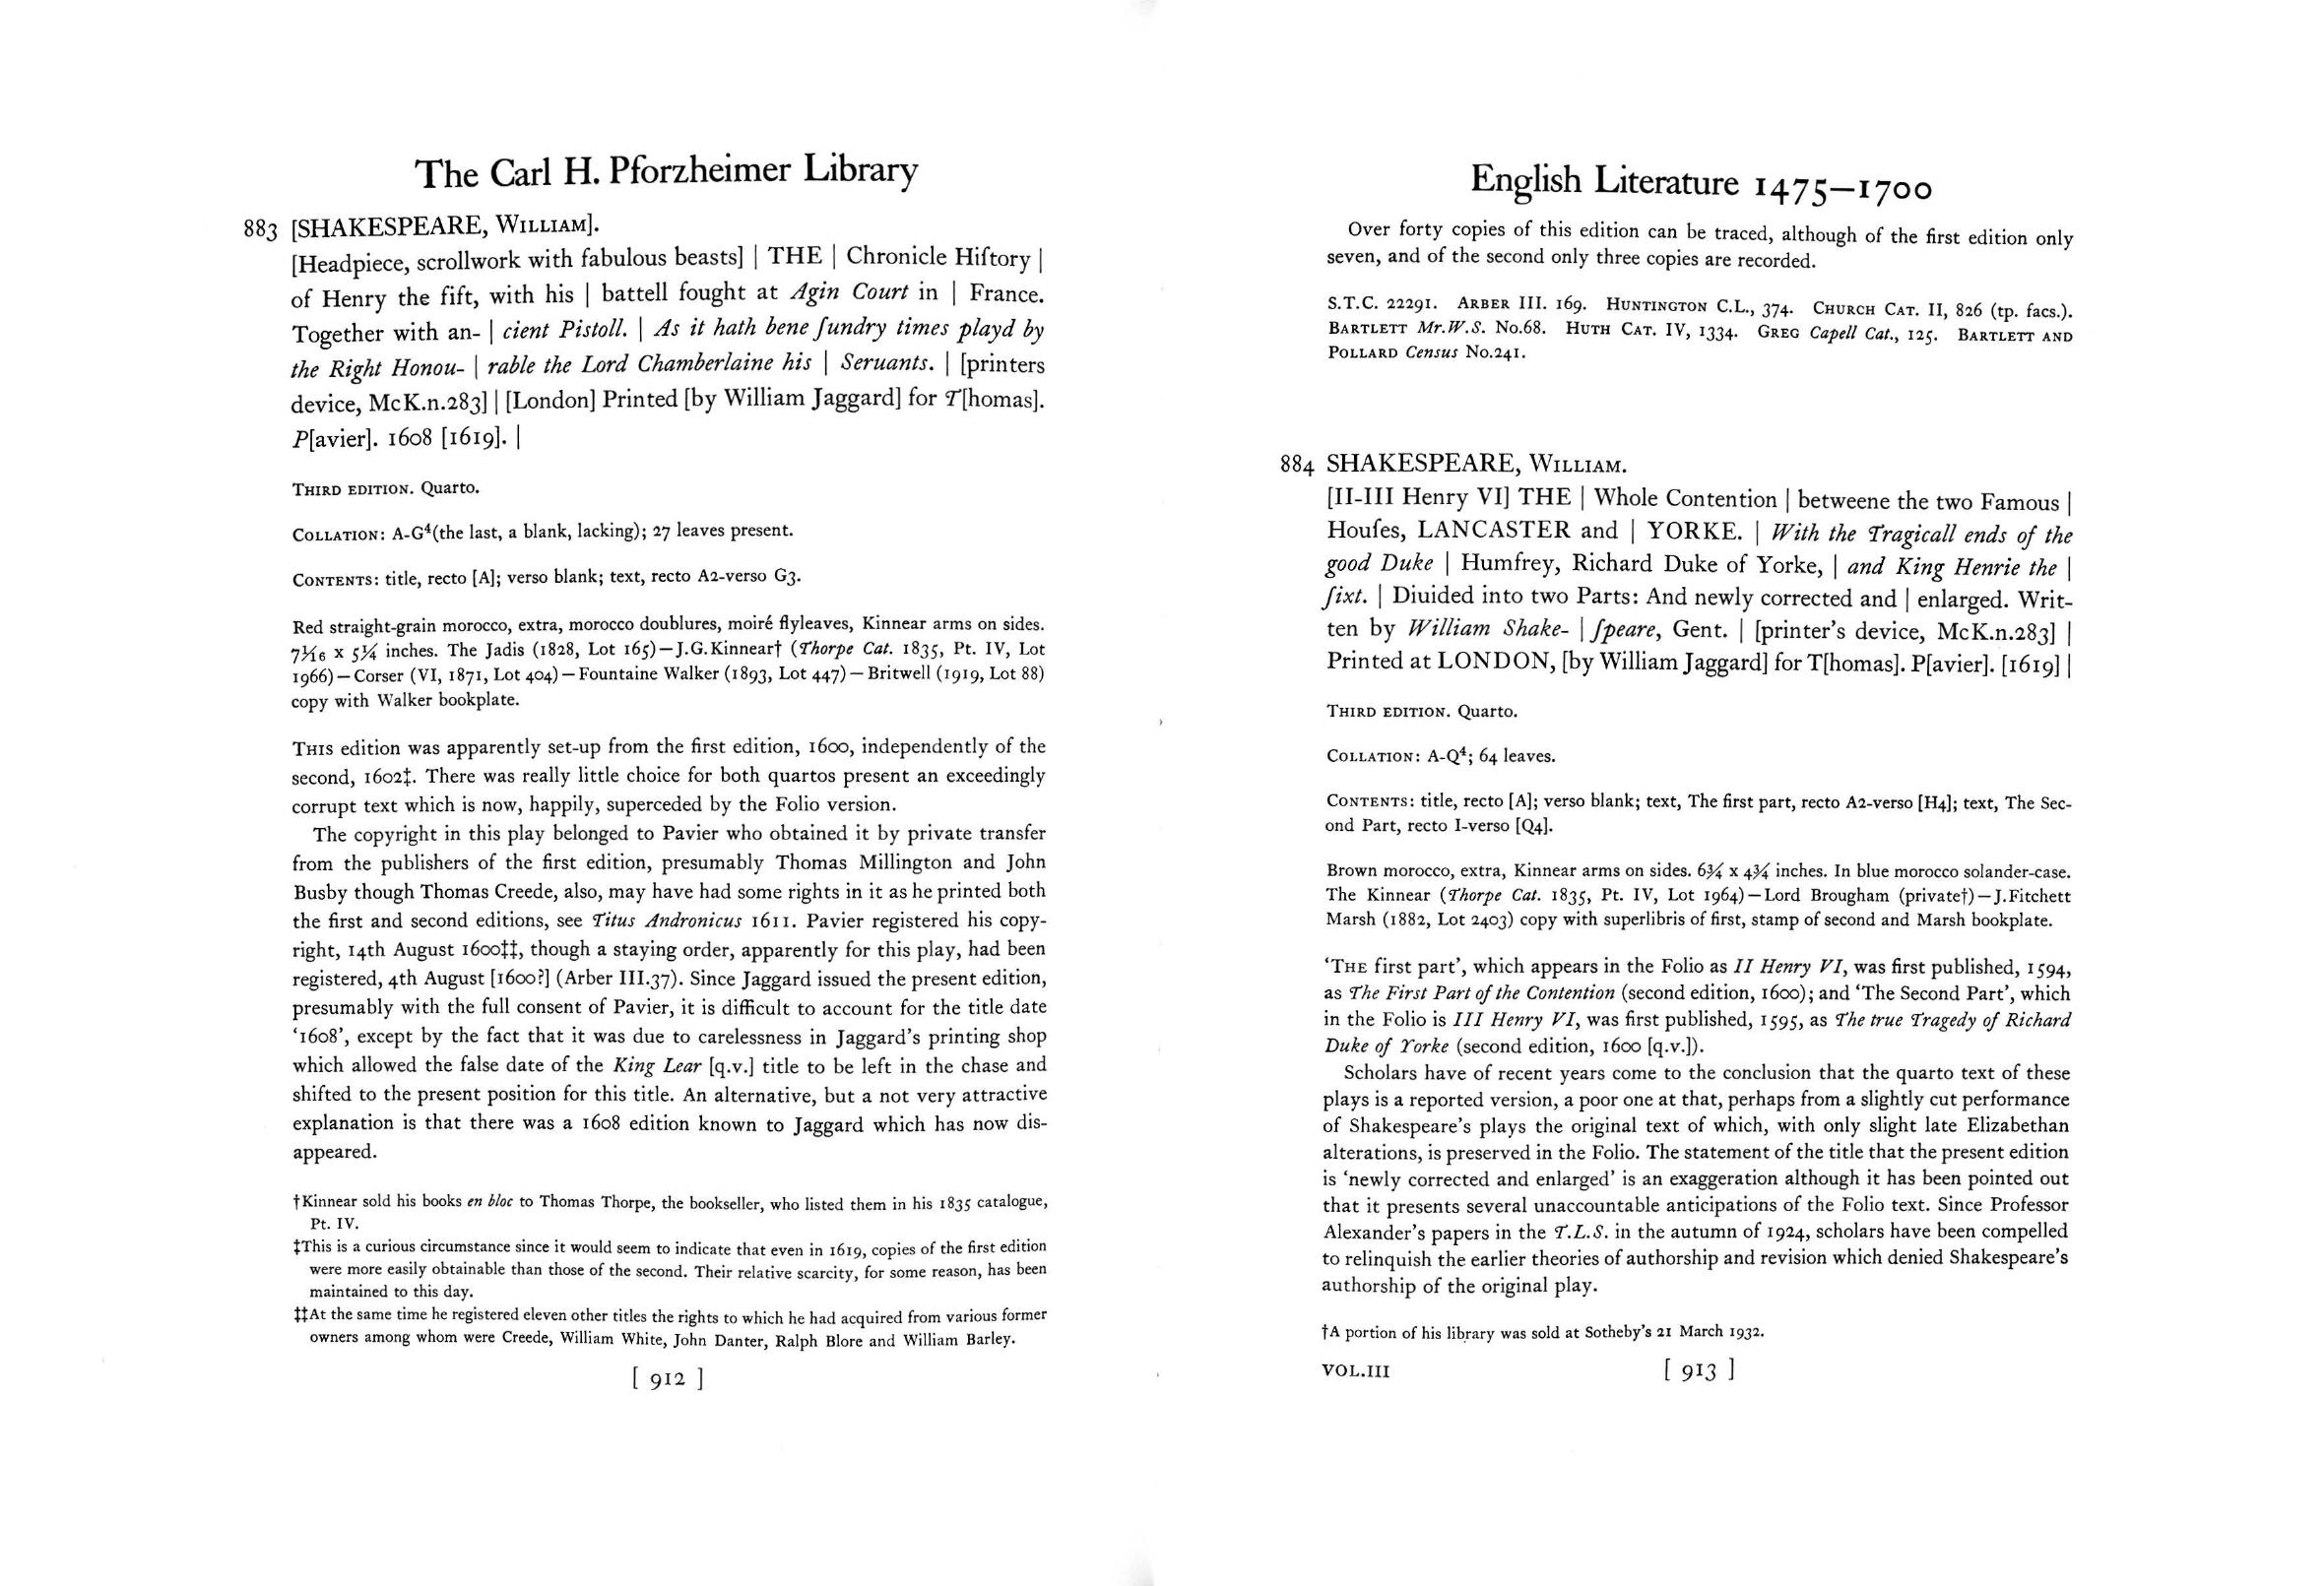 The Carl H. Pforzheimer Library
883 [SHAKESPEARE, WILLIAM].
[Headpiece, scrollwork with fabulous beasts] | THE | Chronicle Hiſtory |
of Henry the fift, with his | battell fought at Agin Court in | France.
Together with an- | cient Pistoll. | As it hath bene ſundry times playd by
the Right Honou- | rable the Lord Chamberlaine his | Seruants. | [printers
device, McK.n.283] | [London] Printed [by William Jaggard] for T[homas].
P[avier]. 1608 [1619]. |
THIRD EDITION. Quarto.
COLLATION: A-G⁴(the last, a blank, lacking); 27 leaves present.
CONTENTS: title, recto [A]; verso blank; text, recto A2-verso G3.
Red straight-grain morocco, extra, morocco doublures, moiré flyleaves, Kinnear arms on sides.
7 1/16 x 5¼ inches. The Jadis (1828, Lot 165)—J.G.Kinnear† (Thorpe Cat. 1835, Pt. IV, Lot
1966)—Corser (VI, 1871, Lot 404)—Fountaine Walker (1893, Lot 447)—Britwell (1919, Lot 88)
copy with Walker bookplate.
THIS edition was apparently set-up from the first edition, 1600, independently of the
second, 1602‡. There was really little choice for both quartos present an exceedingly
corrupt text which is now, happily, superceded by the Folio version.
The copyright in this play belonged to Pavier who obtained it by private transfer
from the publishers of the first edition, presumably Thomas Millington and John
Busby though Thomas Creede, also, may have had some rights in it as he printed both
the first and second editions, see Titus Andronicus 1611. Pavier registered his copy-
right, 14th August 1600‡‡, though a staying order, apparently for this play, had been
registered, 4th August [1600?] (Arber III.37). Since Jaggard issued the present edition,
presumably with the full consent of Pavier, it is difficult to account for the title date
‘1608’, except by the fact that it was due to carelessness in Jaggard’s printing shop
which allowed the false date of the King Lear [q.v.] title to be left in the chase and
shifted to the present position for this title. An alternative, but a not very attractive
explanation is that there was a 1608 edition known to Jaggard which has now dis-
appeared.
†Kinnear sold his books en bloc to Thomas Thorpe, the bookseller, who listed them in his 1835 catalogue,
Pt. IV.
‡This is a curious circumstance since it would seem to indicate that even in 1619, copies of the first edition
were more easily obtainable than those of the second. Their relative scarcity, for some reason, has been
maintained to this day.
‡‡At the same time he registered eleven other titles the rights to which he had acquired from various former
owners among whom were Creede, William White, John Danter, Ralph Blore and William Barley.
[ 912 ]
English Literature 1475—1700
Over forty copies of this edition can be traced, although of the first edition only
seven, and of the second only three copies are recorded.
S.T.C. 22291. ARBER III. 169. HUNTINGTON C.L., 374. CHURCH CAT. II, 826 (tp. facs.).
BARTLETT Mr.W.S. No.68. HUTH CAT. IV, 1334. GREG Capell Cat., 125. BARTLETT AND
POLLARD Census No.241.
884 SHAKESPEARE, WILLIAM.
[II-III Henry VI] THE | Whole Contention | betweene the two Famous |
Houſes, LANCASTER and | YORKE. | With the Tragicall ends of the
good Duke | Humfrey, Richard Duke of Yorke, | and King Henrie the |
ſixt. | Diuided into two Parts: And newly corrected and | enlarged. Writ-
ten by William Shake- | ſpeare, Gent. | [printer’s device, McK.n.283] |
Printed at LONDON, [by William Jaggard] for T[homas]. P[avier]. [1619] |
THIRD EDITION. Quarto.
COLLATION: A-Q⁴; 64 leaves.
CONTENTS: title, recto [A]; verso blank; text, The first part, recto A2-verso [H4]; text, The Sec-
ond Part, recto I-verso [Q4].
Brown morocco, extra, Kinnear arms on sides. 6¾ x 4¾ inches. In blue morocco solander-case.
The Kinnear (Thorpe Cat. 1835, Pt. IV, Lot 1964)—Lord Brougham (private†)—J.Fitchett
Marsh (1882, Lot 2403) copy with superlibris of first, stamp of second and Marsh bookplate.
‘THE first part’, which appears in the Folio as II Henry VI, was first published, 1594,
as The First Part of the Contention (second edition, 1600); and ‘The Second Part’, which
in the Folio is III Henry VI, was first published, 1595, as The true Tragedy of Richard
Duke of Yorke (second edition, 1600 [q.v.]).
Scholars have of recent years come to the conclusion that the quarto text of these
plays is a reported version, a poor one at that, perhaps from a slightly cut performance
of Shakespeare’s plays the original text of which, with only slight late Elizabethan
alterations, is preserved in the Folio. The statement of the title that the present edition
is ‘newly corrected and enlarged’ is an exaggeration although it has been pointed out
that it presents several unaccountable anticipations of the Folio text. Since Professor
Alexander’s papers in the T.L.S. in the autumn of 1924, scholars have been compelled
to relinquish the earlier theories of authorship and revision which denied Shakespeare’s
authorship of the original play.
†A portion of his library was sold at Sotheby’s 21 March 1932.
VOL.III
[ 913 ]